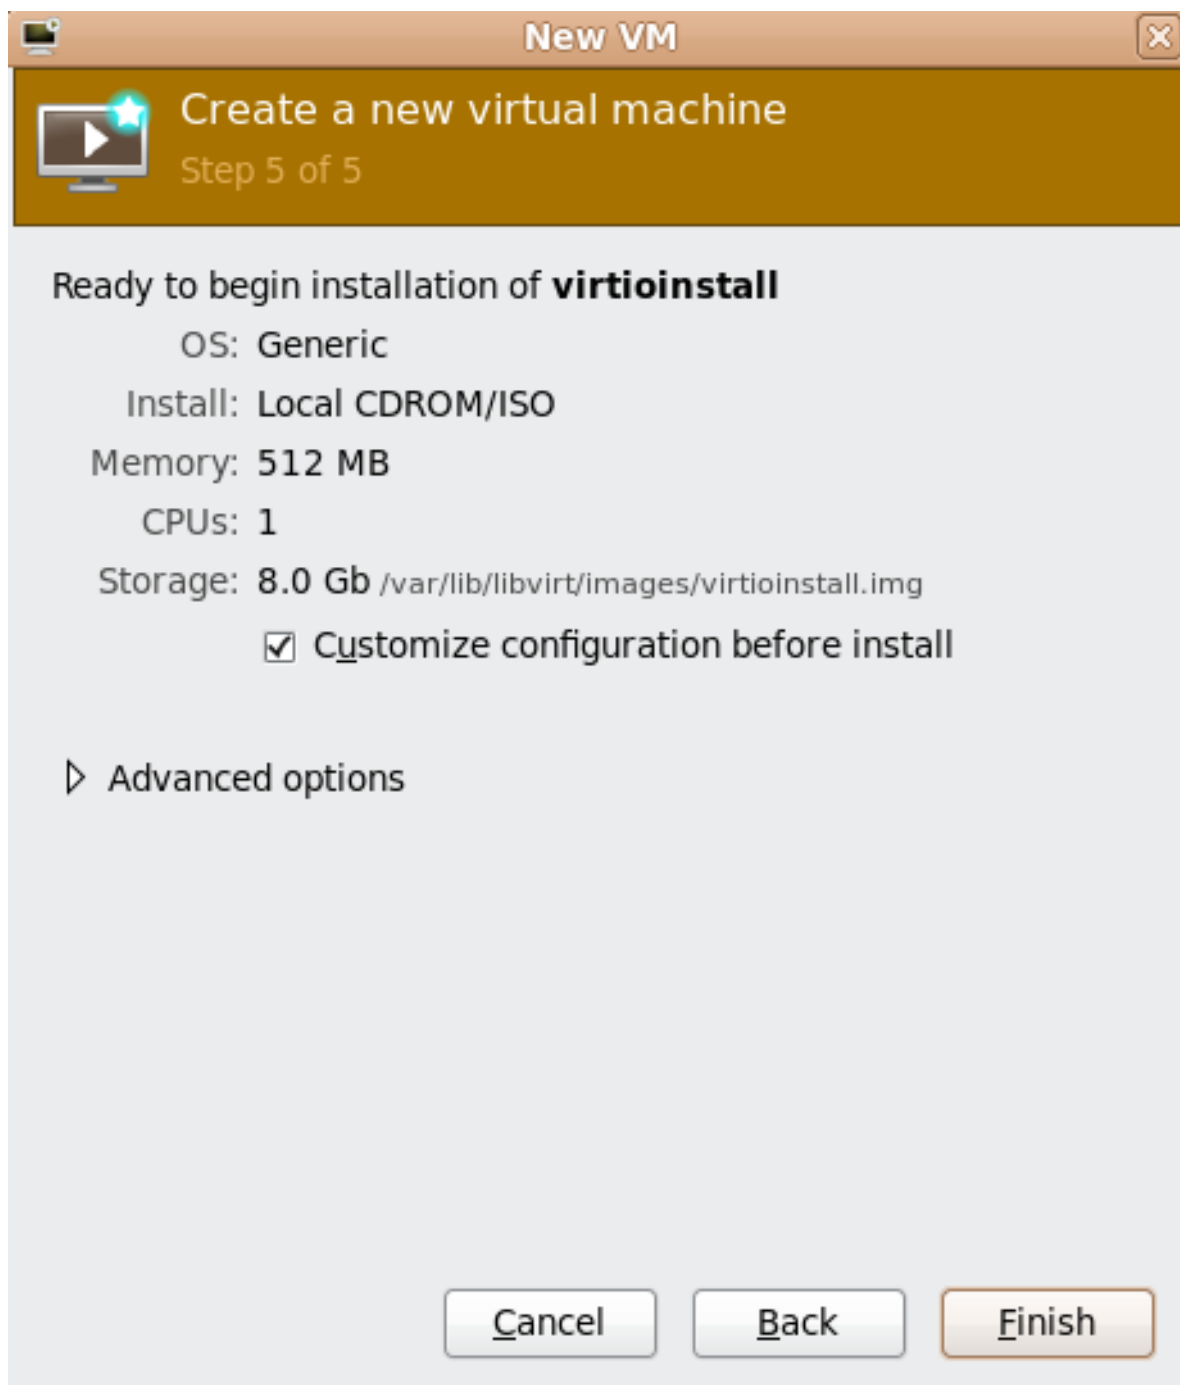 New VM
Create a new virtual machine
Step 5 of 5
Ready to begin installation of virtioinstall
OS: Generic
Install: Local CDROM/ISO
Memory: 512 MB
CPUs: 1
Storage: 8.0 Gb /var/lib/libvirt/images/virtioinstall.img
Customize configuration before install
Advanced options
Cancel Back Finish